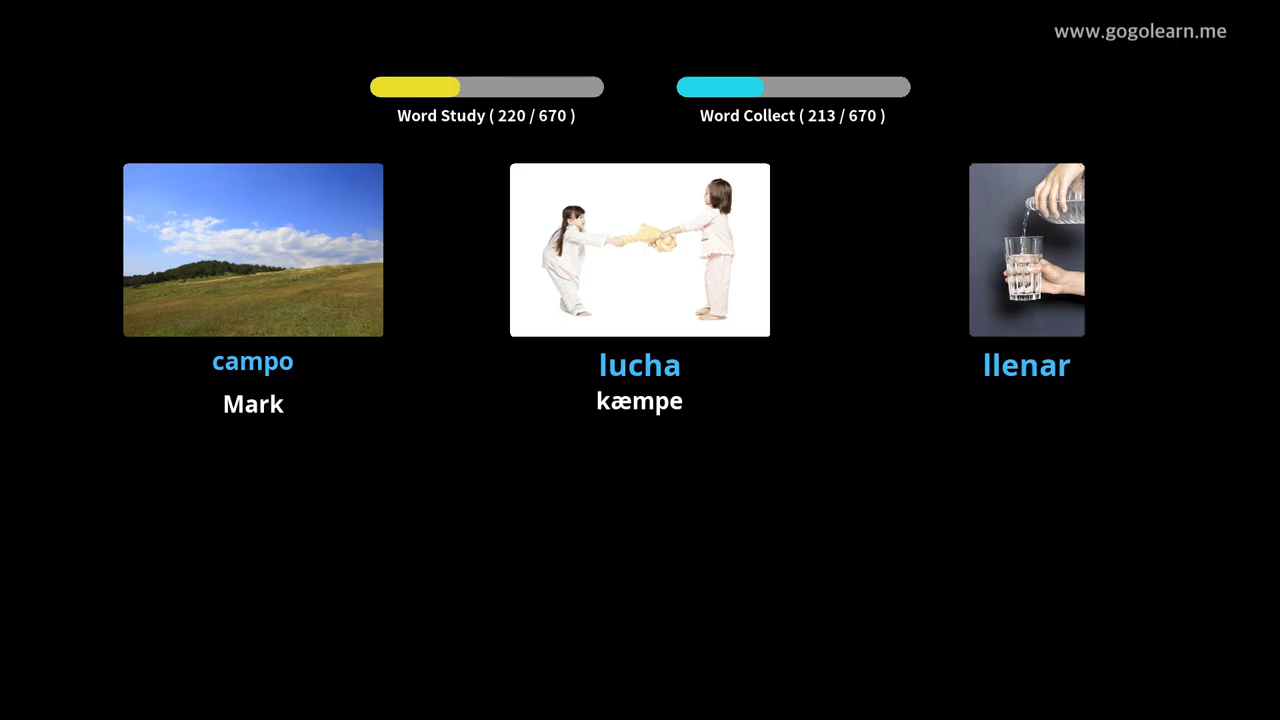 www.gogolearn.me
Word Study ( 220 / 670 )
Word Collect ( 213 / 670 )
campo
Mark
lucha
kæmpe
llenar